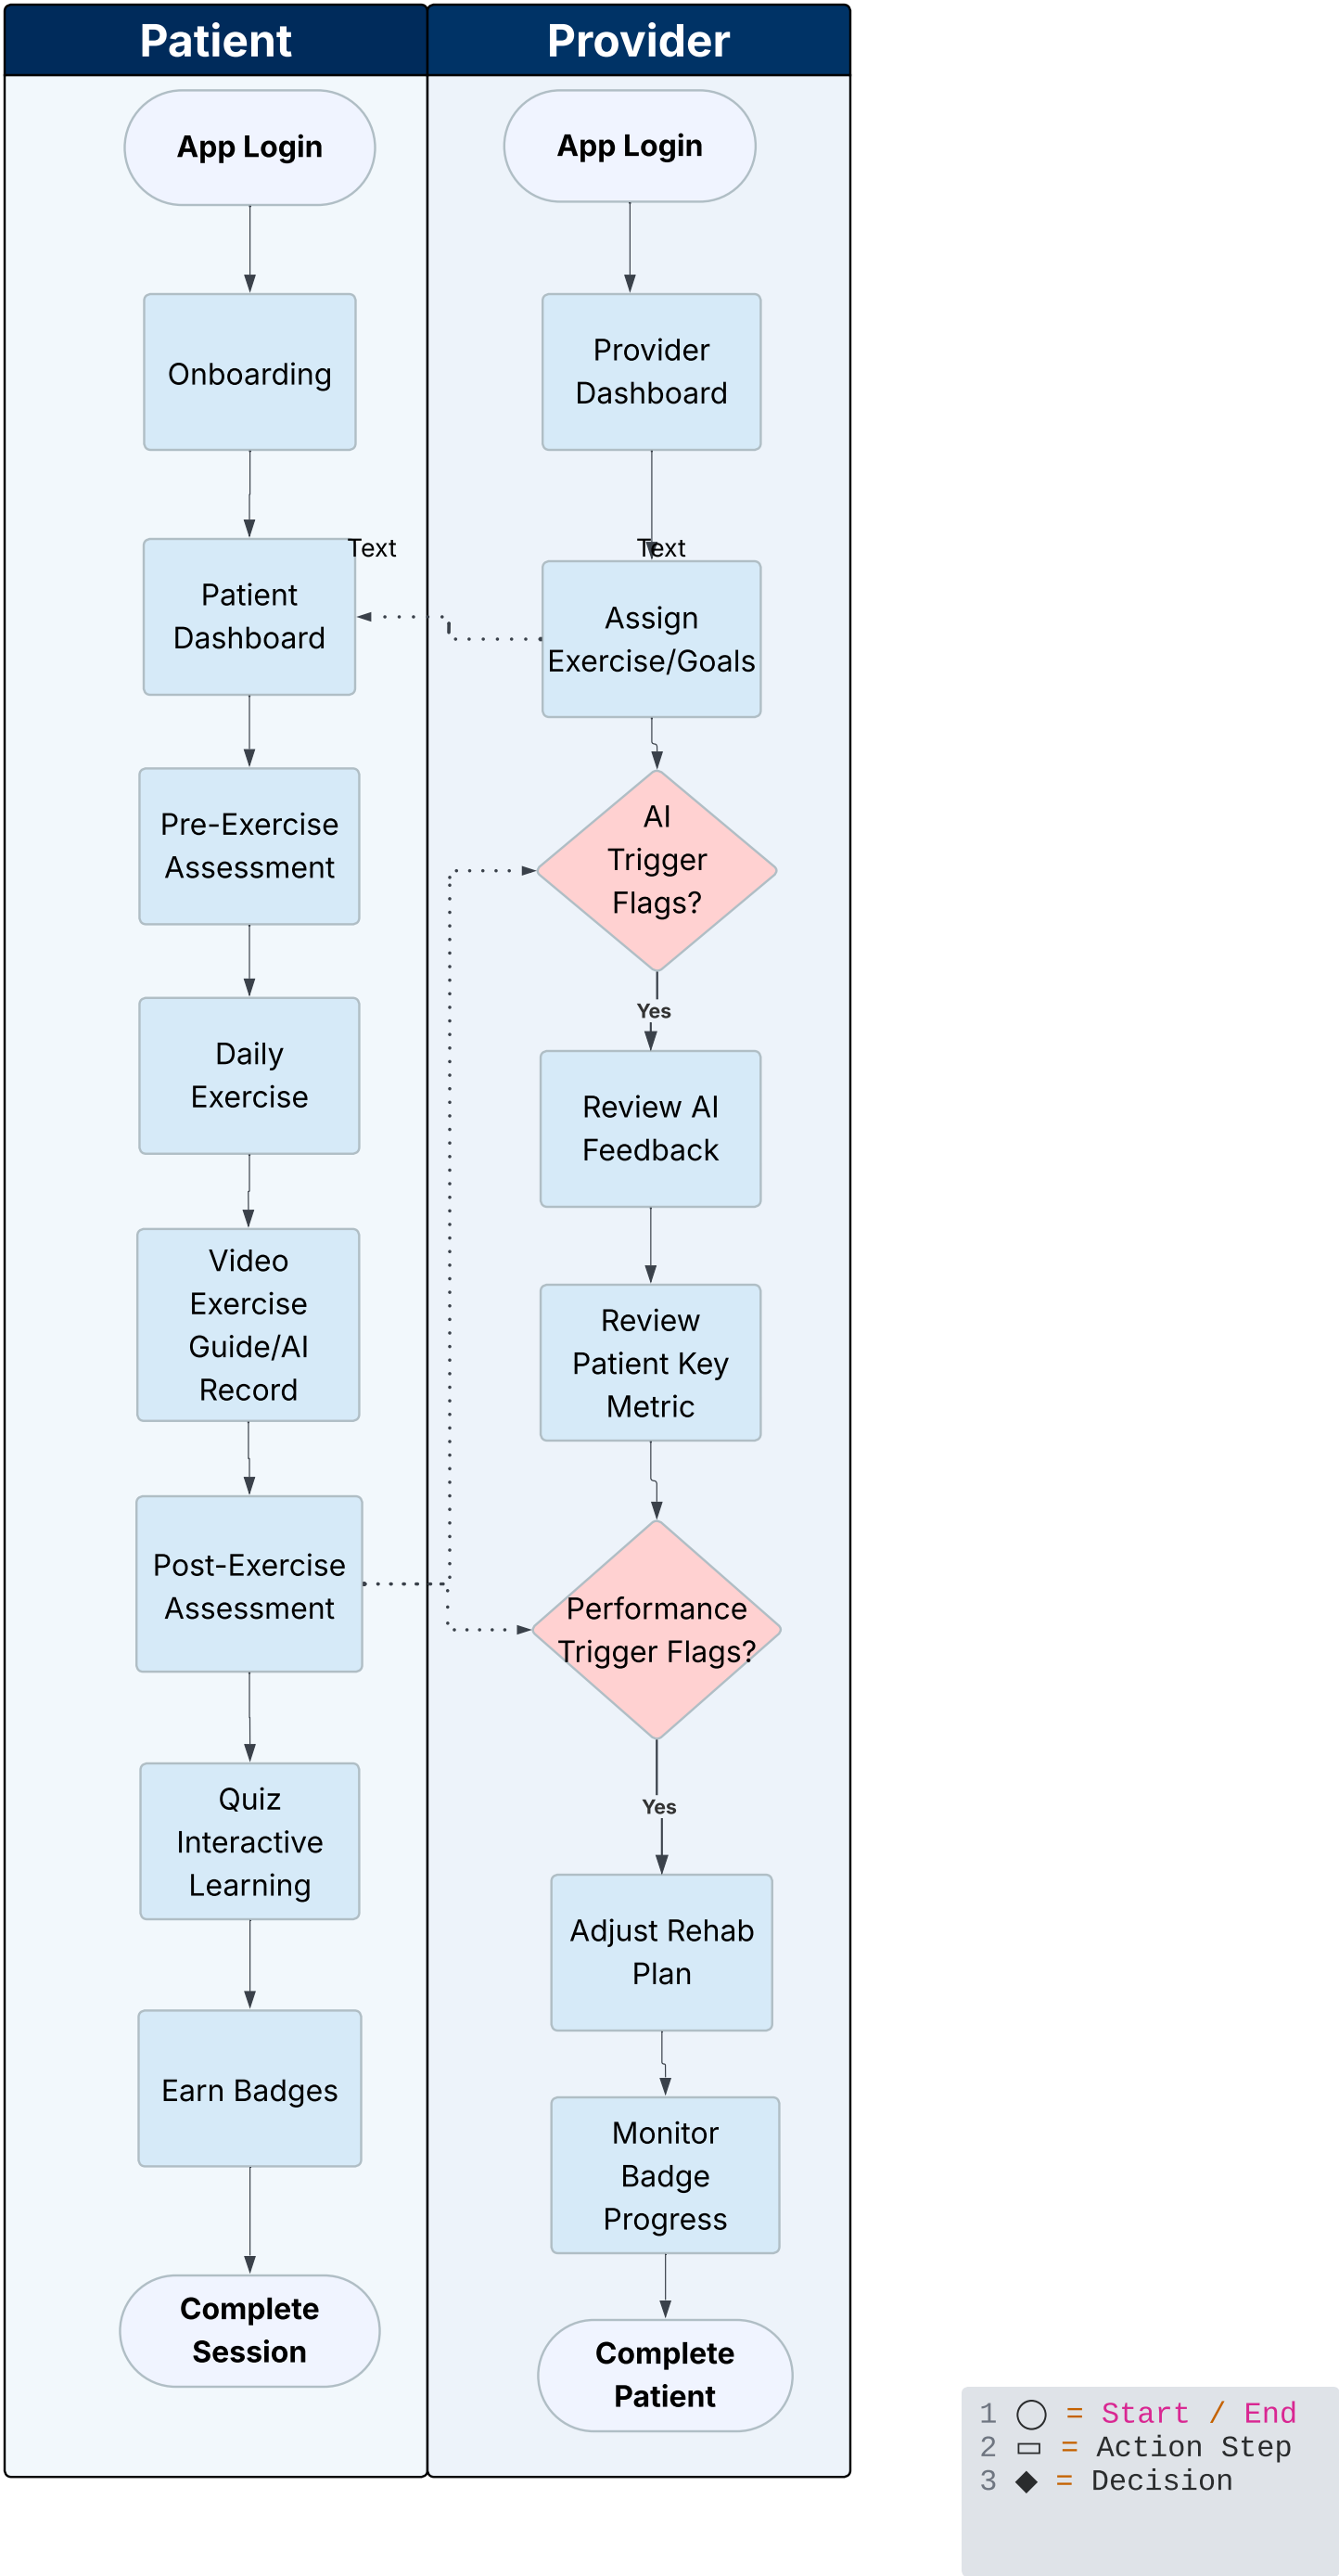 Patient
App Login
Onboarding
Text
Patient
Dashboard
Pre-Exercise
Assessment
Daily
Exercise
Video
Exercise
Guide/AI
Record
Post-Exercise
Assessment
Quiz
Interactive
Learning
Earn Badges
Complete
Session
Provider
App Login
Provider
Dashboard
Text
Assign
Exercise/Goals
AI
Trigger
Flags?
Yes
Review AI
Feedback
Review
Patient Key
Metric
Performance
Trigger Flags?
Yes
Adjust Rehab
Plan
Monitor
Badge
Progress
Complete
Patient
1 ◯ = Start / End
2 ▭ = Action Step
3 ◆ = Decision